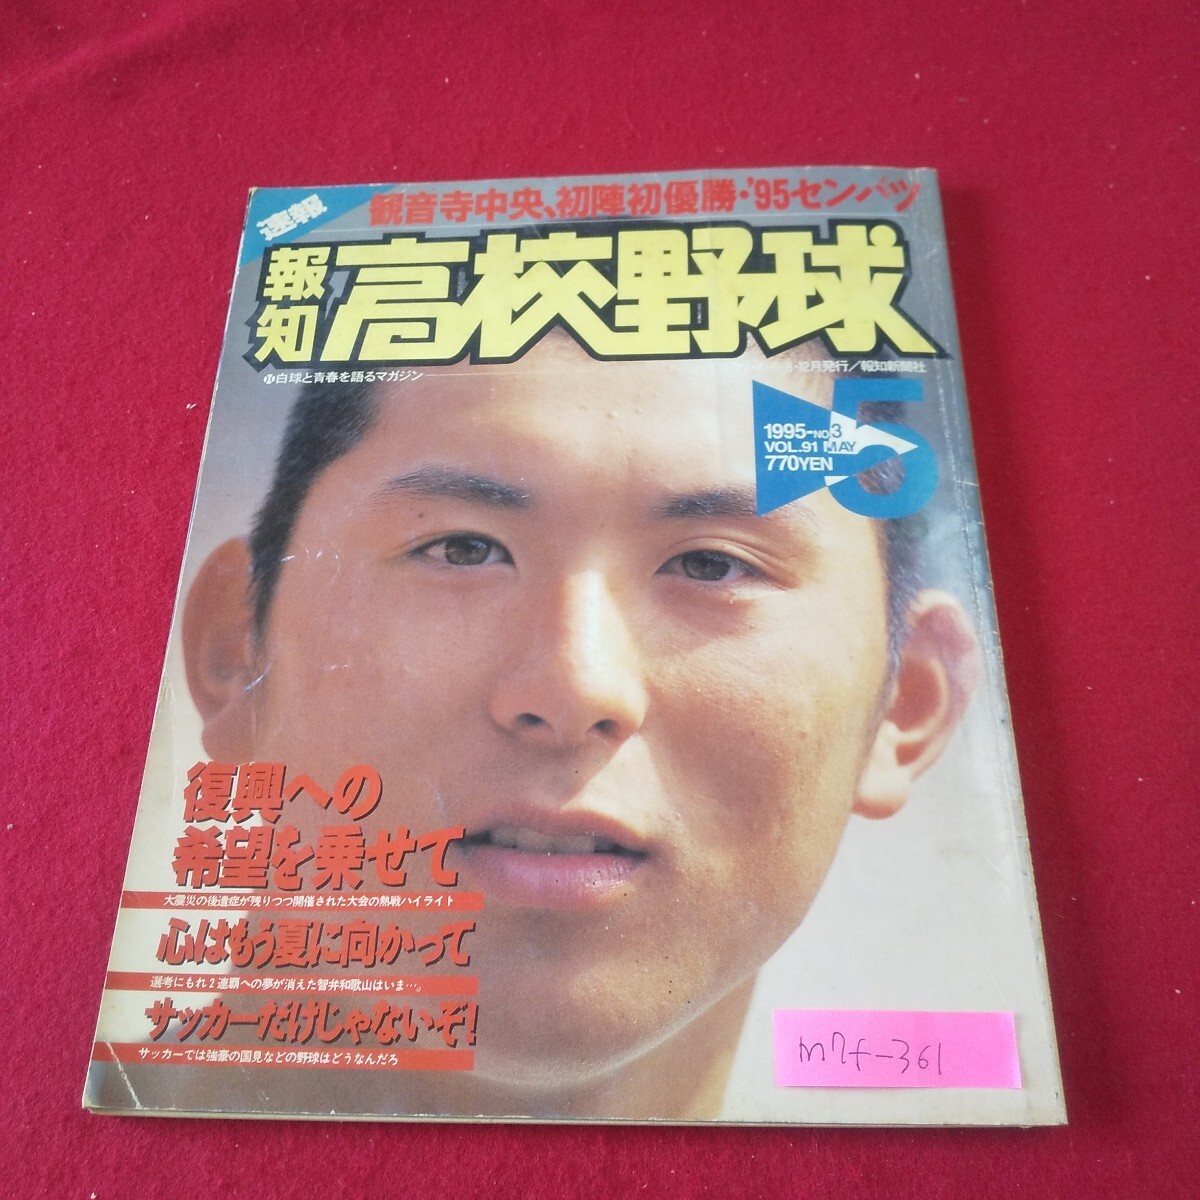 速報
観音寺中央、初陣初優勝・'95センバツ
報知高校野球
白球と青春を語るマガジン
8・12月発行／報知新聞社
5
1995-NO.3
VOL.91 MAY
770YEN
復興への
希望を乗せて
大震災の後遺症が残りつつ開催された大会の熱戦ハイライト
心はもう夏に向かって
選考にもれ2連覇への夢が消えた智弁和歌山はいま…。
サッカーだけじゃないぞ!
サッカーでは強豪の国見などの野球はどうなんだろ
m7f-361